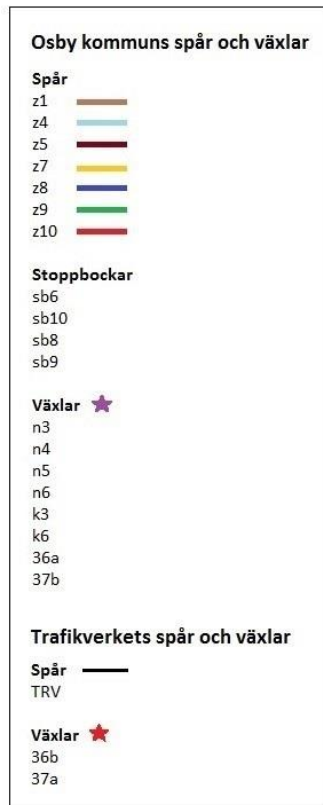 Osby kommuns spår och växlar
Spår
z1
z4
z5
z7
z8
z9
z10
Stoppbockar
sb6
sb10
sb8
sb9
Växlar
n3
n4
n5
n6
k3
k6
36a
37b
Trafikverkets spår och växlar
Spår
TRV
Växlar
36b
37a